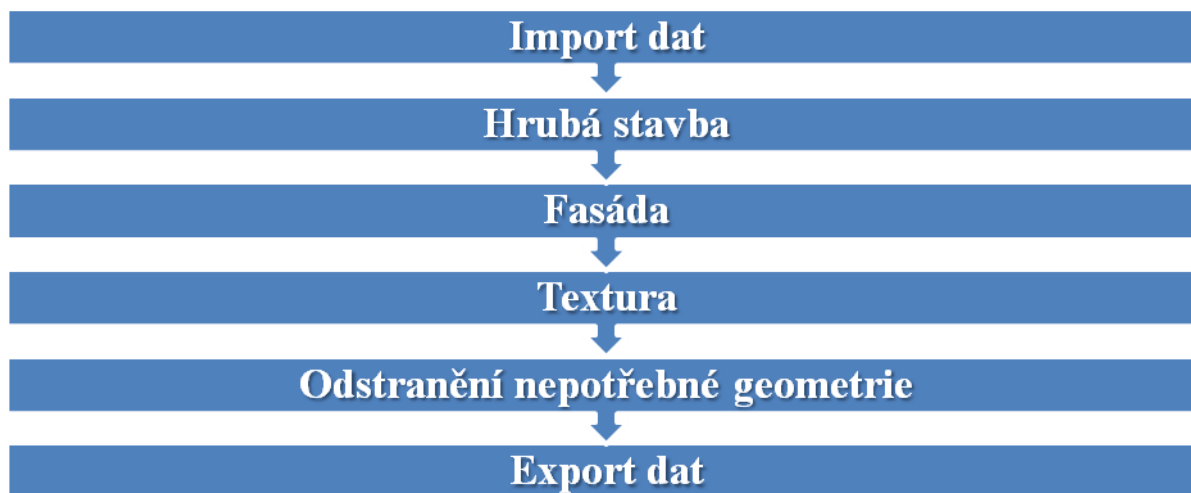 Import dat
Hrubá stavba
Fasáda
Textura
Odstranění nepotřebné geometrie
Export dat